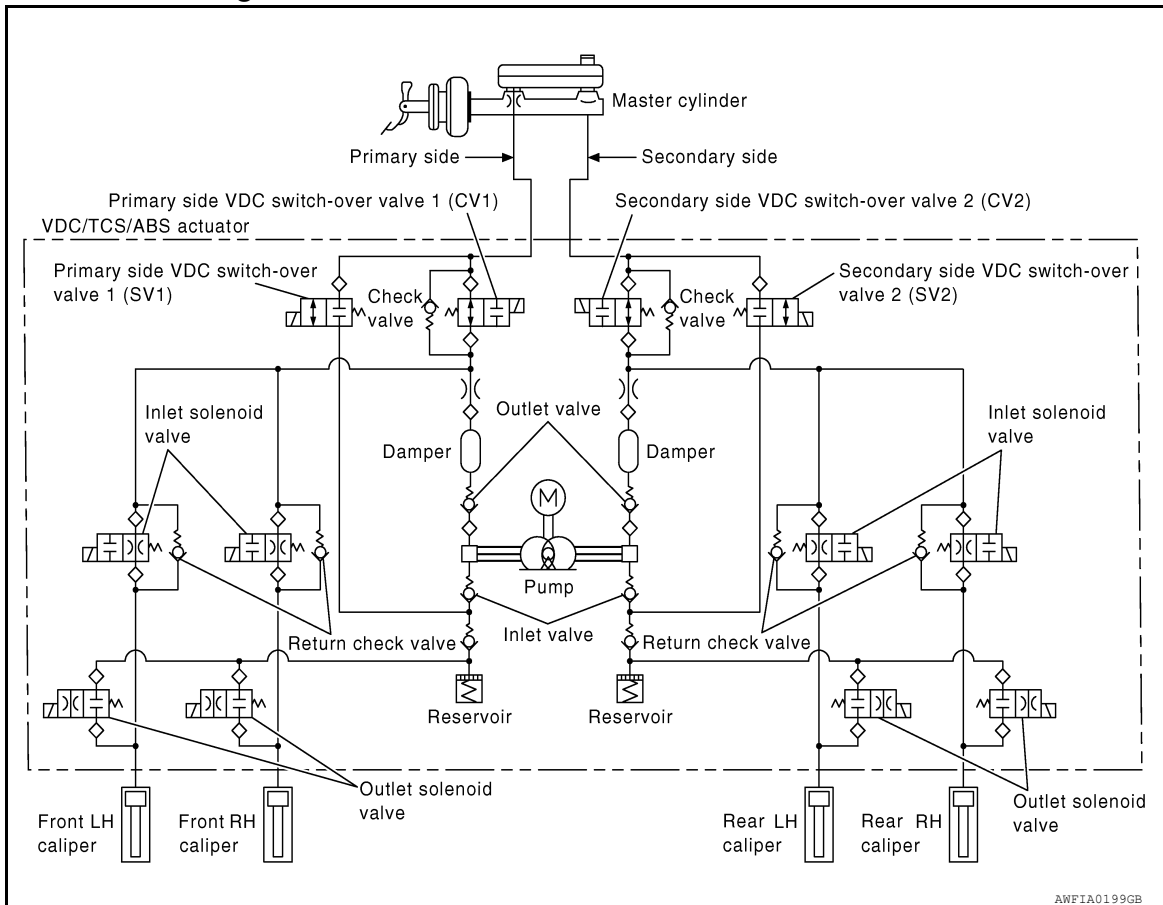 Master cylinder
Primary side
Secondary side
Primary side VDC switch-over valve 1 (CV1)
Secondary side VDC switch-over valve 2 (CV2)
VDC/TCS/ABS actuator
Primary side VDC switch-over
valve 1 (SV1)
Check
valve
Check
valve
Secondary side VDC switch-over
valve 2 (SV2)
Inlet solenoid
valve
Outlet valve
Inlet solenoid
valve
Damper
Damper
M
Pump
Return check valve
Inlet valve
Return check valve
Reservoir
Reservoir
Outlet solenoid
valve
Outlet solenoid
valve
Front LH
caliper
Front RH
caliper
Rear LH
caliper
Rear RH
caliper
AWFIA0199GB